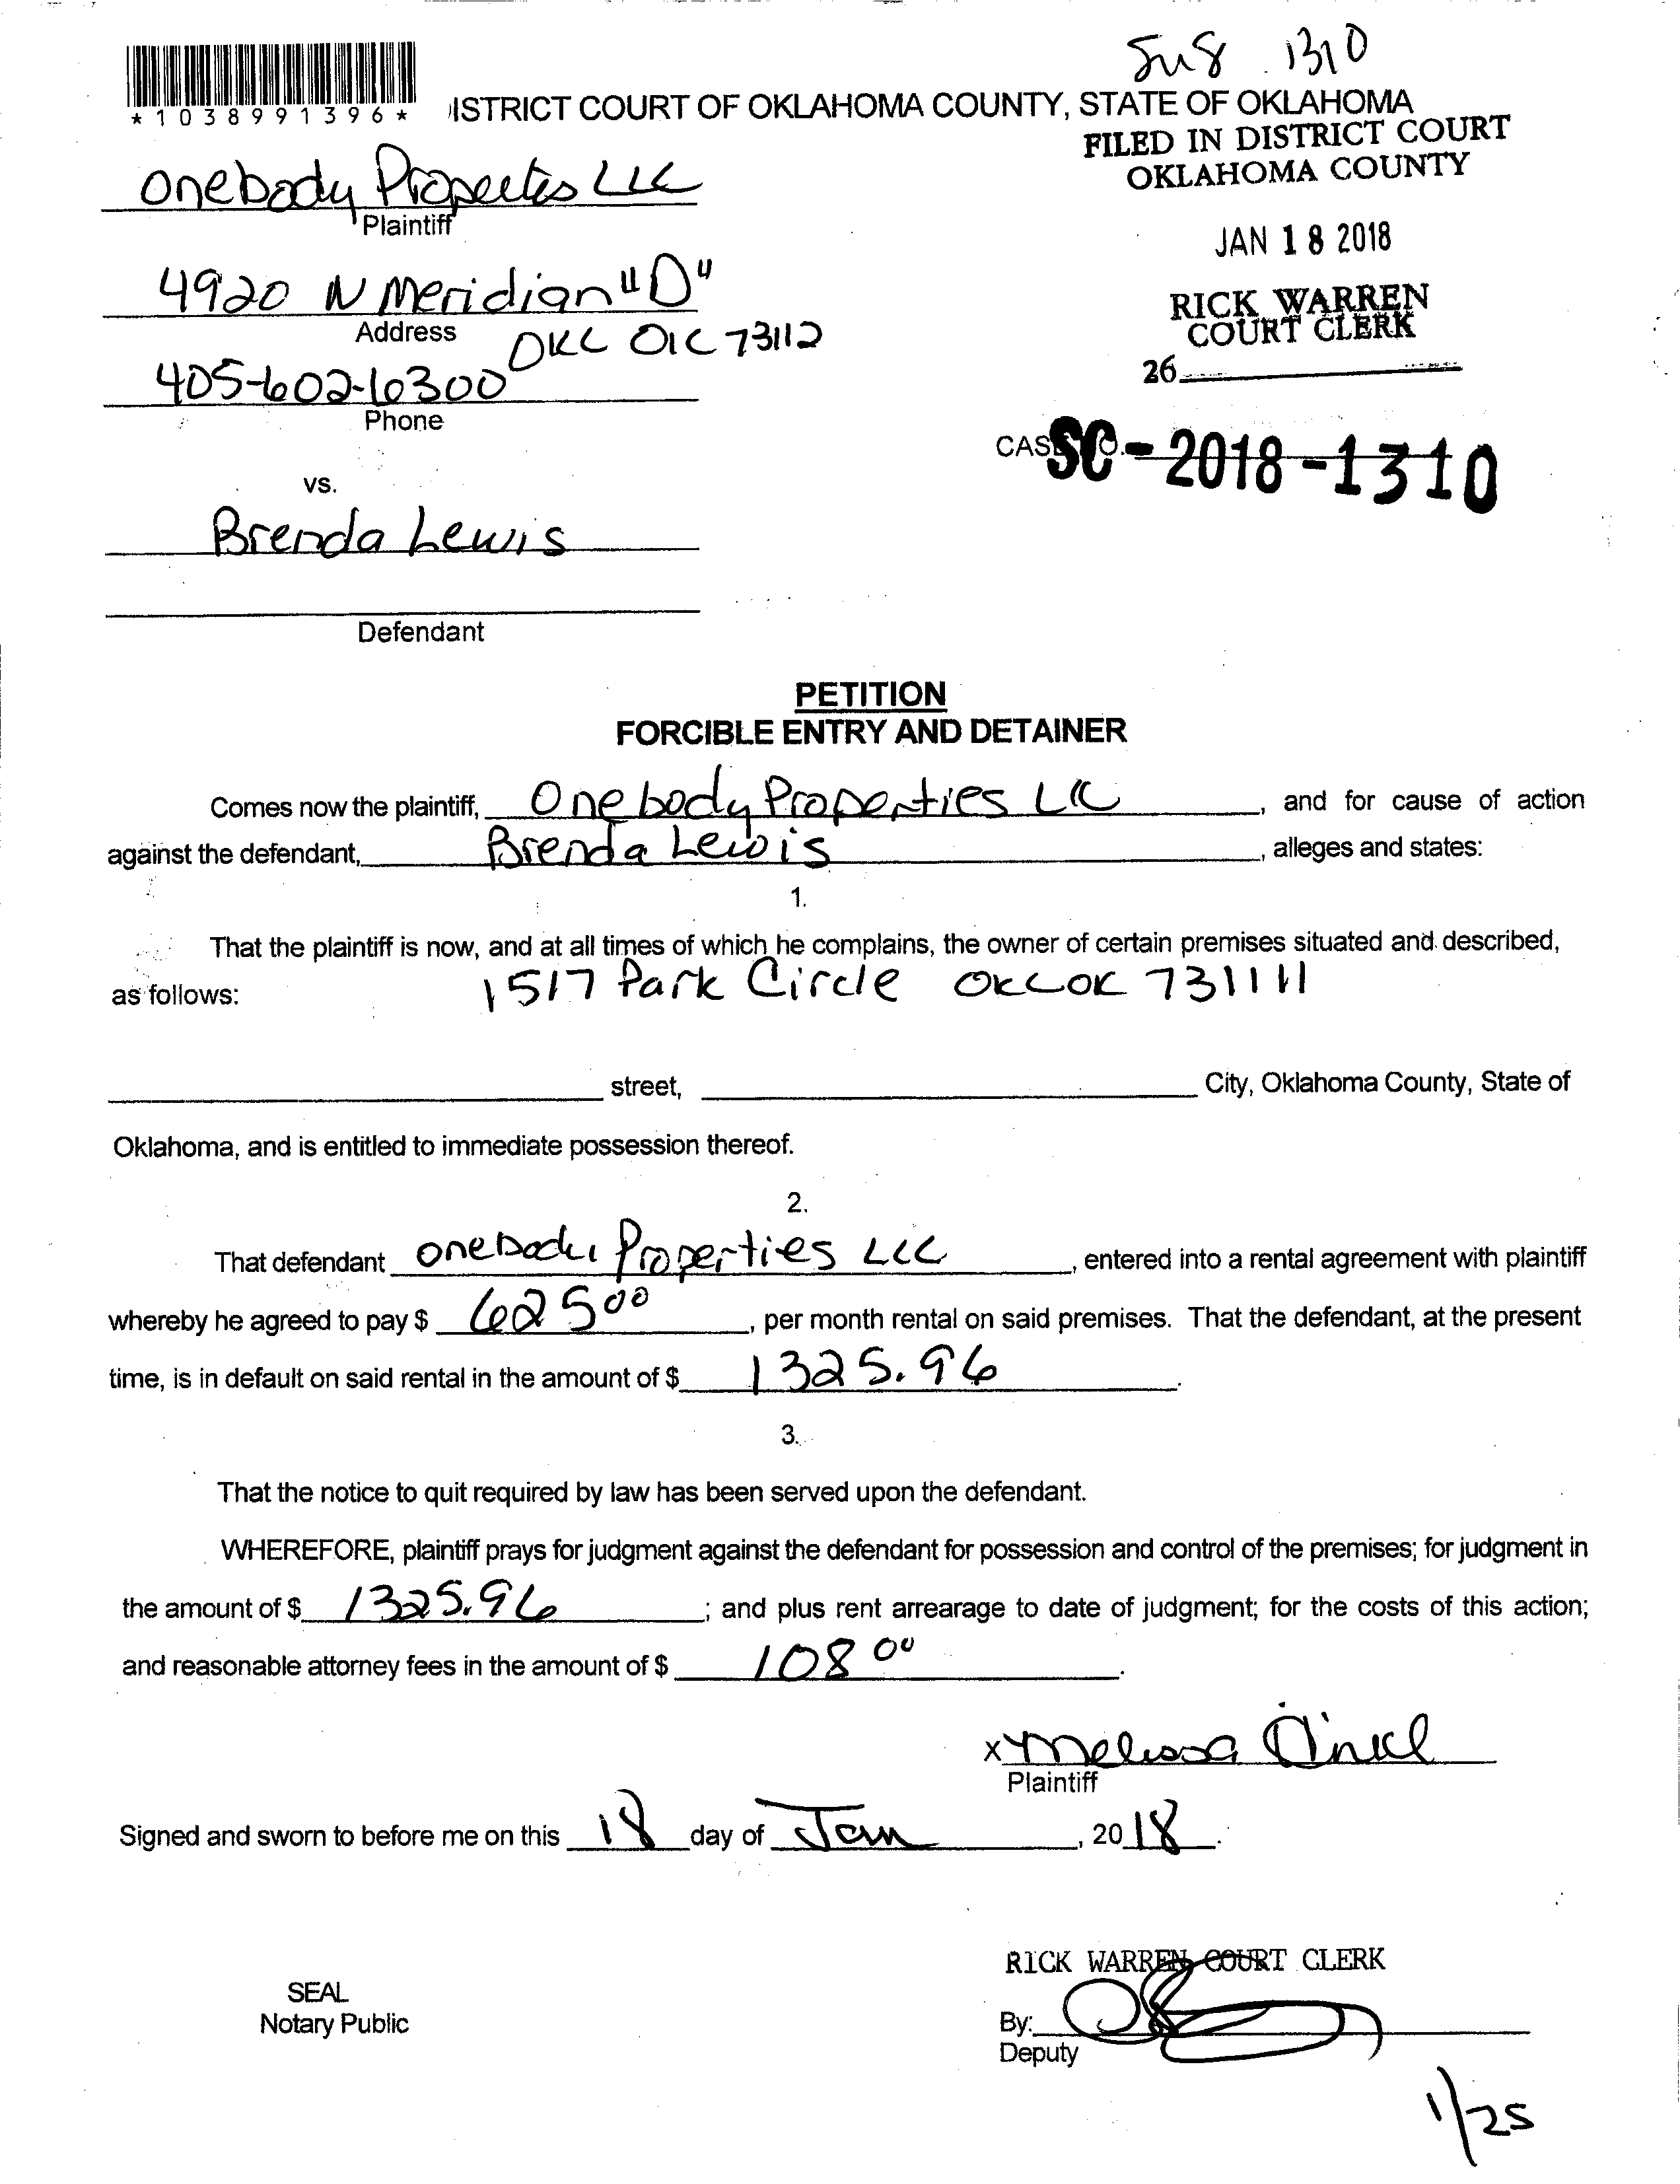 1310
*1038991396*
ISTRICT COURT OF OKLAHOMA COUNTY, STATE OF OKLAHOMA
FILED IN DISTRICT COURT
OKLAHOMA COUNTY
Onebody Propeetes LLC
Plaintiff
JAN 18 2018
4920 N Meridian "D"
Address
OKC OK 73112
RICK WARREN
COURT CLERK
26
405-602-6300
Phone
CAS O. SC-2018-1310
vs.
Brenda Lewis
Defendant
PETITION
FORCIBLE ENTRY AND DETAINER
Comes now the plaintiff, Onebody Properties LLC, and for cause of action
against the defendant, Brenda Lewis, alleges and states:
1.
That the plaintiff is now, and at all times of which he complains, the owner of certain premises situated and described,
as follows: 1517 Park Circle OKC OK 731111
street, City, Oklahoma County, State of
Oklahoma, and is entitled to immediate possession thereof.
2.
That defendant onebody Properties LLC, entered into a rental agreement with plaintiff
whereby he agreed to pay $ 625 00, per month rental on said premises. That the defendant, at the present
time, is in default on said rental in the amount of $ 1325.96.
3.
That the notice to quit required by law has been served upon the defendant.
WHEREFORE, plaintiff prays for judgment against the defendant for possession and control of the premises; for judgment in
the amount of $ 1325.96; and plus rent arrearage to date of judgment; for the costs of this action;
and reasonable attorney fees in the amount of $ 108 00.
x Melissa
Plaintiff
Signed and sworn to before me on this 18 day of Jan, 2018.
RICK WARREN COURT CLERK
SEAL
Notary Public
By:
Deputy
1/25